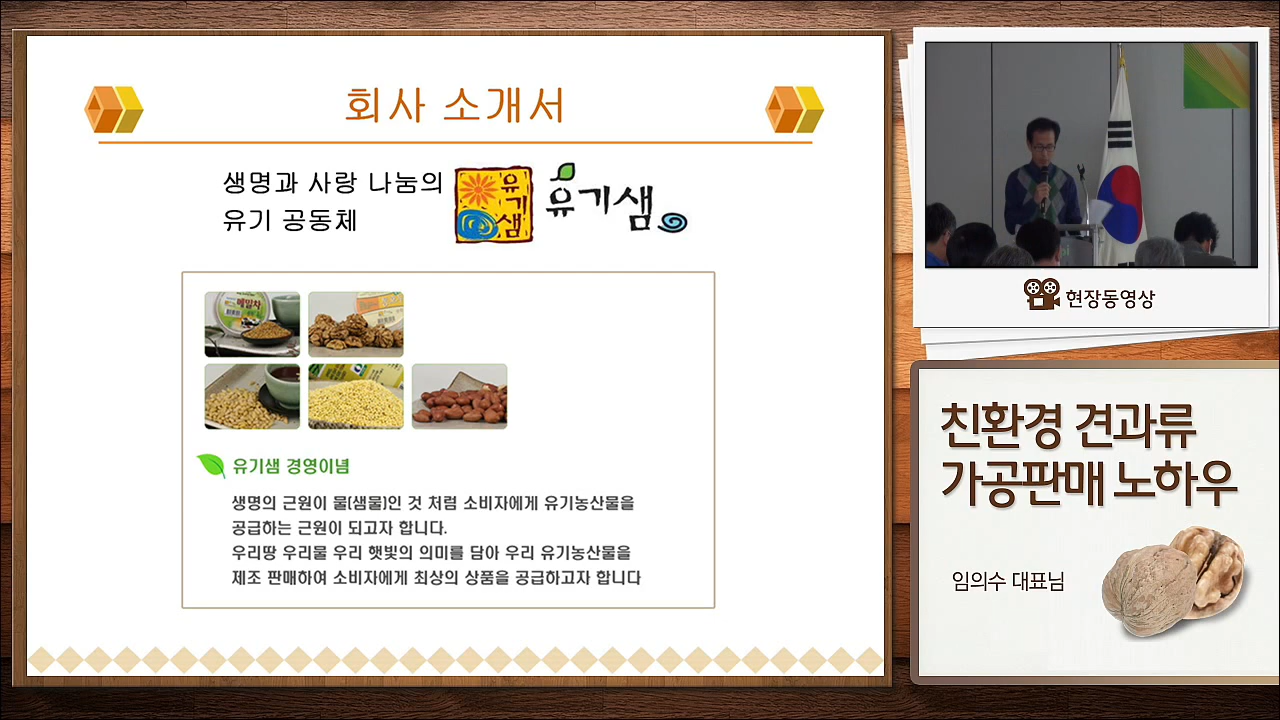 회사 소개서
생명과 사랑 나눔의
유기 공동체
유기샘
유기샘
메밀차
유기샘 경영이념
생명의 근원이 물(샘물)인 것 처럼 소비자에게 유기농산물을
공급하는 근원이 되고자 합니다.
우리땅 우리물 우리 햇빛의 의미를 담아 우리 유기농산물을
제조 판매하여 소비자에게 최상의 상품을 공급하고자 합니다
현장동영상
친환경 견과류
가공판매 노하우
임의수 대표님